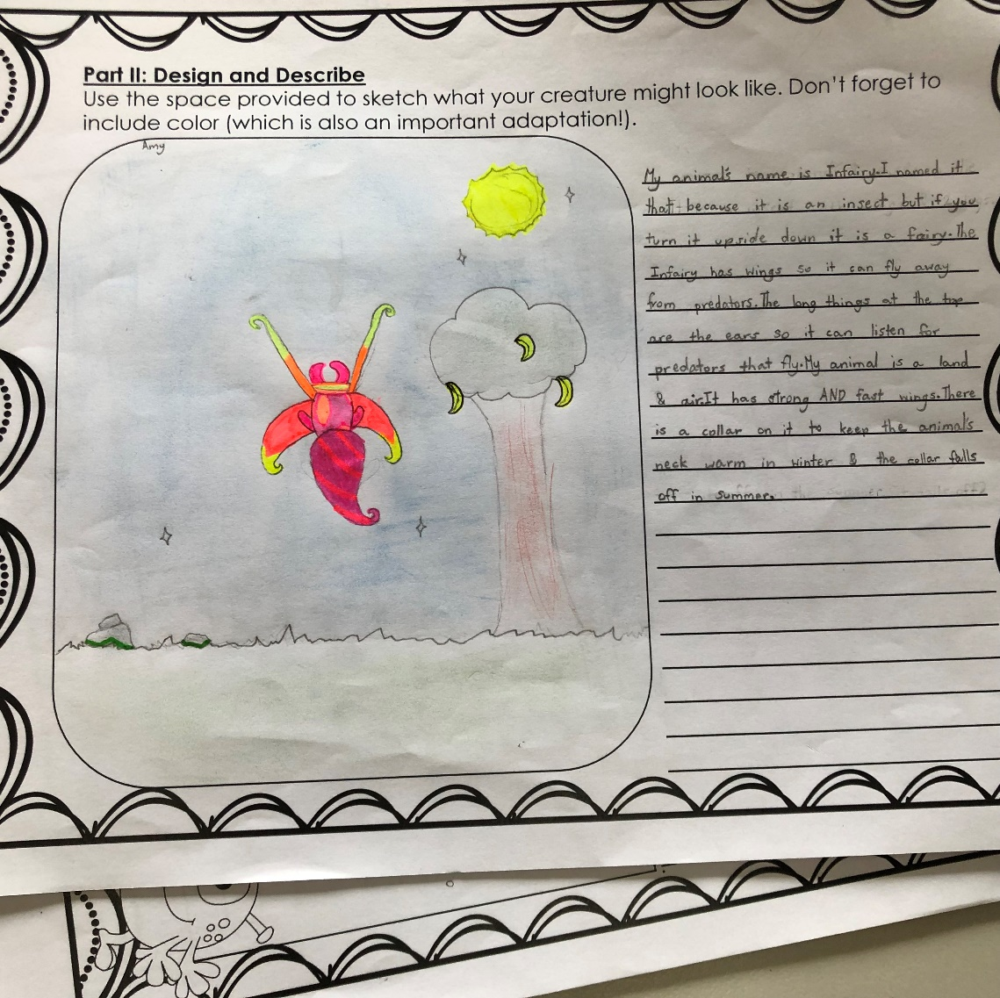 Part II: Design and Describe
Use the space provided to sketch what your creature might look like. Don't forget to
include color (which is also an important adaptation!).
Amy
My animal's name is Infairy.I named it
that because it is an insect but if you
turn it upside down it is a fairy.The
Infairy has wings so it can fly away
from predators.The long things at the top
are the ears so it can listen for
predators that fly.My animal is a land
& air.It has strong AND fast wings.There
is a collar on it to keep the animal's
neck warm in winter & the collar falls
off in summer.